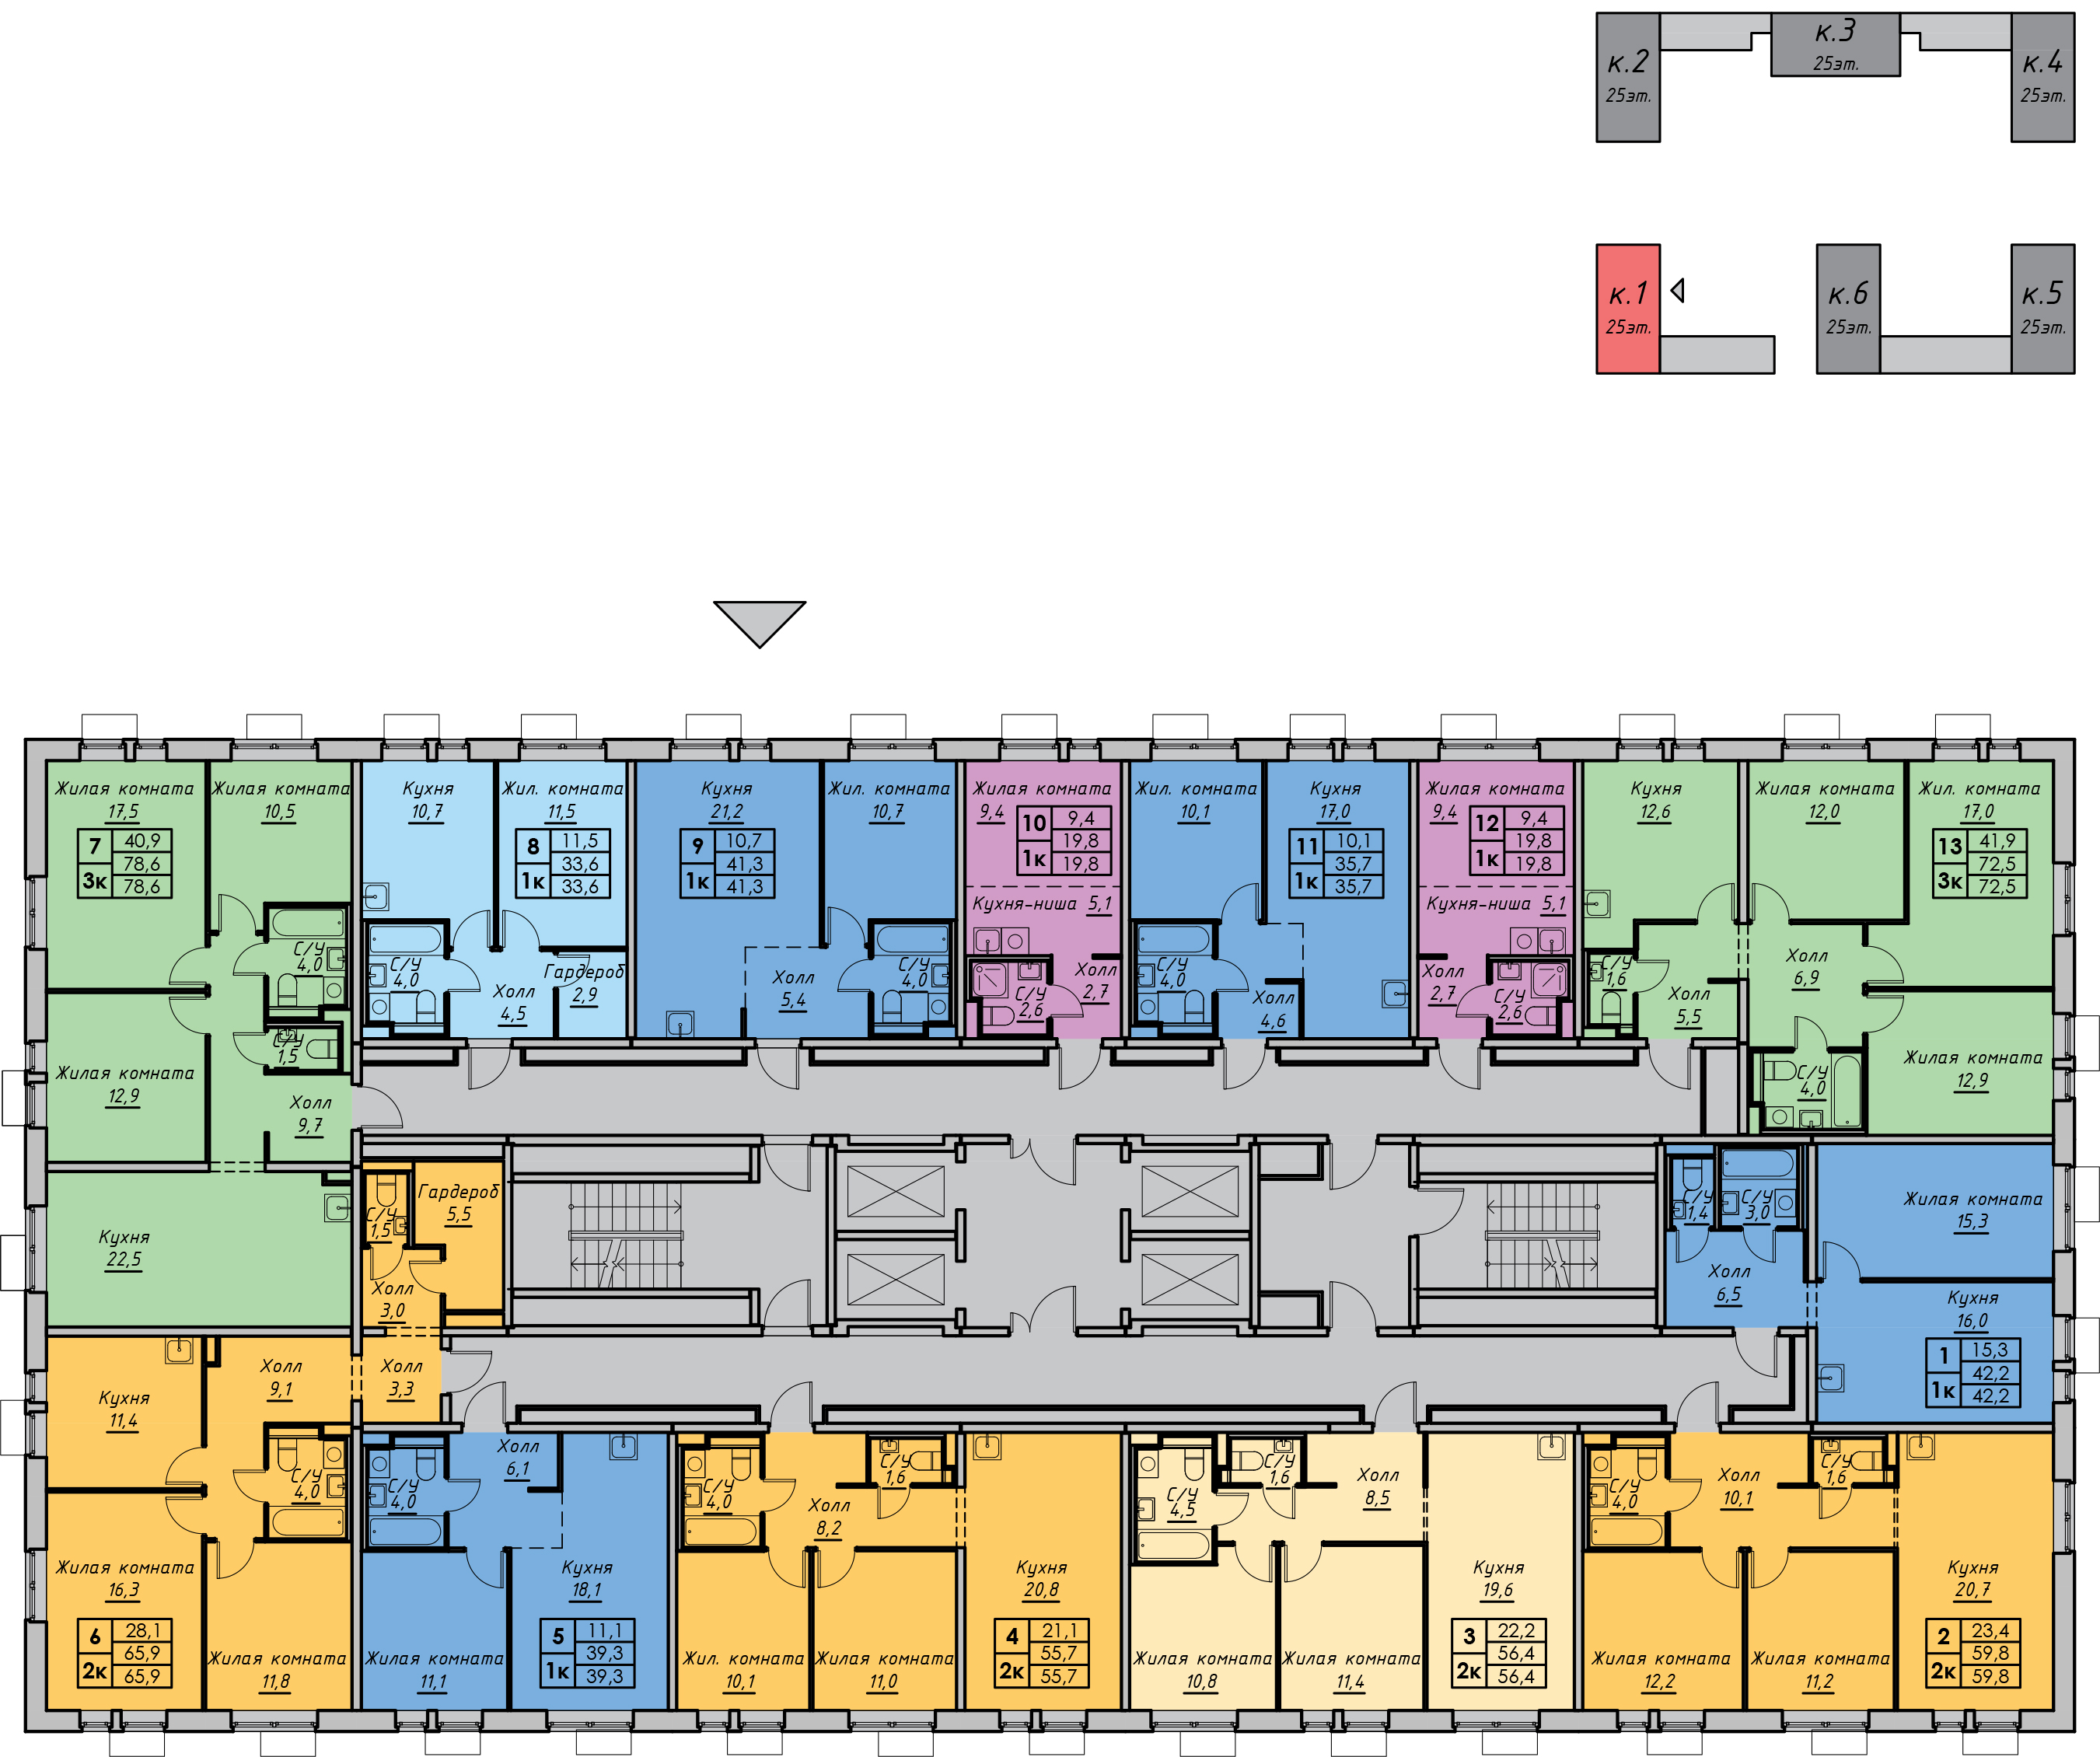 к.2
25эт.
к.3
25эт.
к.4
25эт.
к.1
25эт.
к.6
25эт.
к.5
25эт.
Жилая комната
17,5
7 40,9
78,6
3к 78,6
Жилая комната
10,5
С/У
4,0
С/У
1,5
Жилая комната
12,9
Холл
9,7
Кухня
22,5
Кухня
10,7
Жил. комната
11,5
8 11,5
33,6
1к 33,6
С/У
4,0
Холл
4,5
Гардероб
2,9
Кухня
21,2
9 10,7
41,3
1к 41,3
Жил. комната
10,7
Холл
5,4
С/У
4,0
Жилая комната
9,4
10 9,4
19,8
1к 19,8
Кухня-ниша 5,1
С/У
2,6
Холл
2,7
Жил. комната
10,1
Кухня
17,0
11 10,1
35,7
1к 35,7
С/У
4,0
Холл
4,6
Жилая комната
9,4
12 9,4
19,8
1к 19,8
Кухня-ниша 5,1
Холл
2,7
С/У
2,6
Кухня
12,6
Жилая комната
12,0
Жил. комната
17,0
13 41,9
72,5
3к 72,5
С/У
1,6
Холл
5,5
Холл
6,9
С/У
4,0
Жилая комната
12,9
Гардероб
5,5
С/У
1,5
Холл
3,0
Холл
3,3
С/У
1,4
С/У
3,0
Холл
6,5
Жилая комната
15,3
Кухня
16,0
1 15,3
42,2
1к 42,2
Кухня
11,4
Холл
9,1
С/У
4,0
Жилая комната
16,3
6 28,1
65,9
2к 65,9
Жилая комната
11,8
Холл
6,1
С/У
4,0
Кухня
18,1
5 11,1
39,3
1к 39,3
Жилая комната
11,1
С/У
4,0
Холл
8,2
С/У
1,6
Жил. комната
10,1
Жилая комната
11,0
Кухня
20,8
4 21,1
55,7
2к 55,7
С/У
4,5
С/У
1,6
Холл
8,5
Жилая комната
10,8
Жилая комната
11,4
Кухня
19,6
3 22,2
56,4
2к 56,4
С/У
4,0
Холл
10,1
С/У
1,6
Жилая комната
12,2
Жилая комната
11,2
Кухня
20,7
2 23,4
59,8
2к 59,8